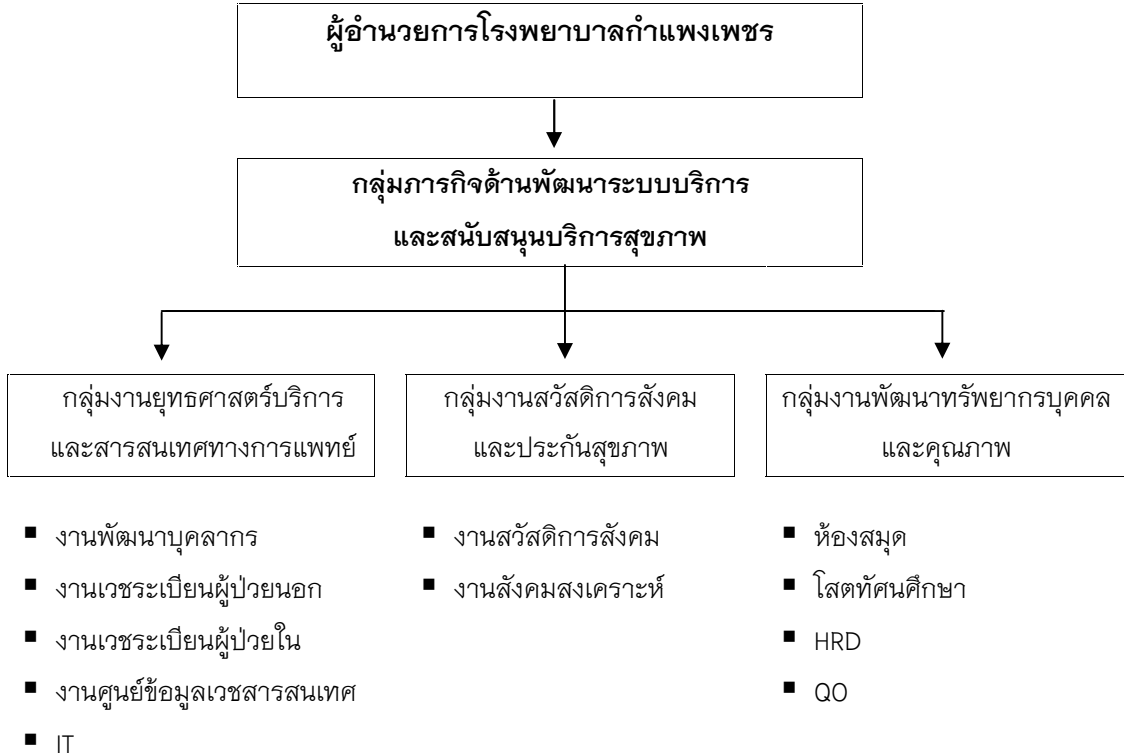 ผู้อำนวยการโรงพยาบาลกำแพงเพชร
กลุ่มภารกิจด้านพัฒนาระบบบริการ
และสนับสนุนบริการสุขภาพ
กลุ่มงานยุทธศาสตร์บริการ
และสารสนเทศทางการแพทย์
กลุ่มงานสวัสดิการสังคม
และประกันสุขภาพ
กลุ่มงานพัฒนาทรัพยากรบุคคล
และคุณภาพ
▪ งานพัฒนาบุคลากร
▪ งานเวชระเบียนผู้ป่วยนอก
▪ งานเวชระเบียนผู้ป่วยใน
▪ งานศูนย์ข้อมูลเวชสารสนเทศ
▪ IT
▪ งานสวัสดิการสังคม
▪ งานสังคมสงเคราะห์
▪ ห้องสมุด
▪ โสตทัศนศึกษา
▪ HRD
▪ QO